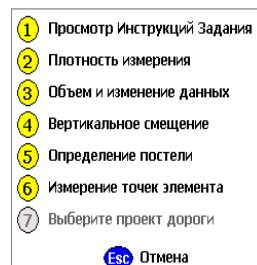 1 Просмотр Инструкций Задания
2 Плотность измерения
3 Объем и изменение данных
4 Вертикальное смещение
5 Определение постели
6 Измерение точек элемента
7 Выберите проект дороги
Esc Отмена